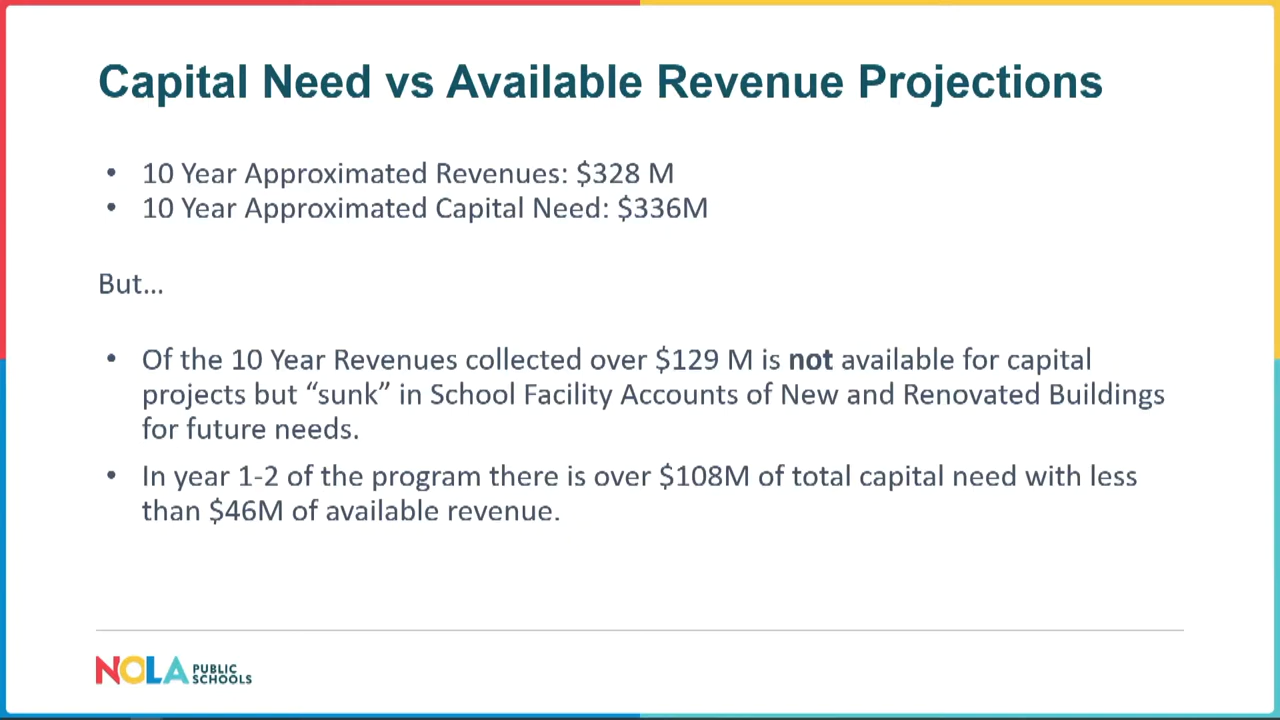 Capital Need vs Available Revenue Projections
• 10 Year Approximated Revenues: $328 M
• 10 Year Approximated Capital Need: $336M
But...
• Of the 10 Year Revenues collected over $129 M is not available for capital
projects but “sunk” in School Facility Accounts of New and Renovated Buildings
for future needs.
• In year 1-2 of the program there is over $108M of total capital need with less
than $46M of available revenue.
NOLA PUBLIC
SCHOOLS